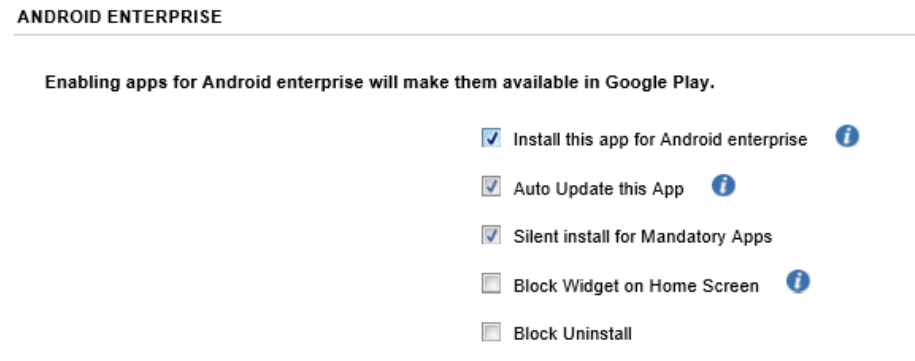 ANDROID ENTERPRISE
Enabling apps for Android enterprise will make them available in Google Play.
Install this app for Android enterprise
Auto Update this App
Silent install for Mandatory Apps
Block Widget on Home Screen
Block Uninstall